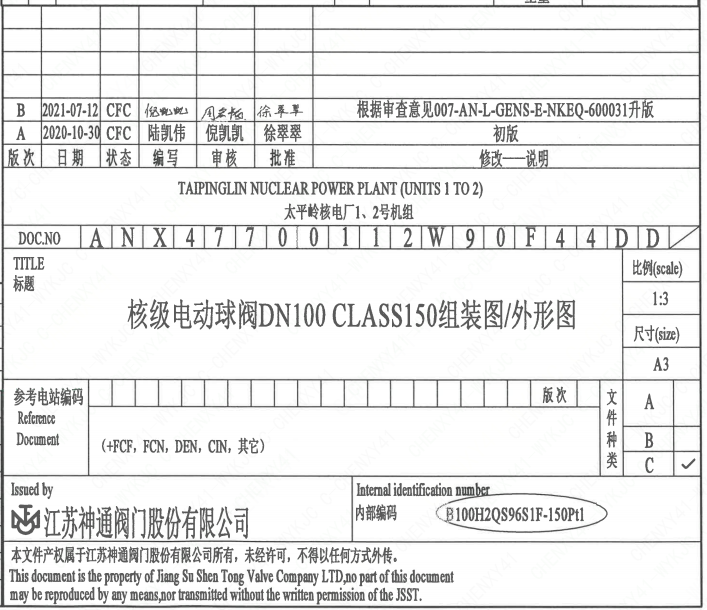 B 2021-07-12 CFC 徐翠翠 根据审查意见007-AN-L-GENS-E-NKEQ-600031升版
A 2020-10-30 CFC 陆凯伟 倪凯凯 徐翠翠 初版
版次 日期 状态 编写 审核 批准 修改——说明
TAIPINGLIN NUCLEAR POWER PLANT (UNITS 1 TO 2)
太平岭核电厂1、2号机组
DOC.NO A N X 4 7 7 0 0 1 1 2 W 9 0 F 4 4 D D
TITLE
标题
核级电动球阀DN100 CLASS150组装图/外形图
比例(scale)
1:3
尺寸(size)
A3
参考电站编码
Reference
Document
版次
(+FCF, FCN, DEN, CIN, 其它)
文件种类
A
B
C ✓
Issued by
江苏神通阀门股份有限公司
Internal identification number
内部编码 B100H2QS96S1F-150Pt1
本文件产权属于江苏神通阀门股份有限公司所有，未经许可，不得以任何方式外传。
This document is the property of Jiang Su Shen Tong Valve Company LTD,no part of this document
may be reproduced by any means,nor transmitted without the written permission of the JSST.